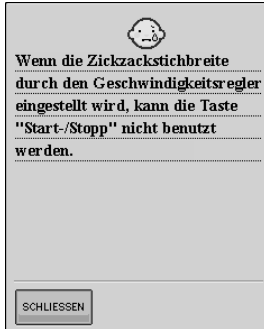 Wenn die Zickzackstichbreite
durch den Geschwindigkeitsregler
eingestellt wird, kann die Taste
"Start-/Stopp" nicht benutzt
werden.
SCHLIESSEN